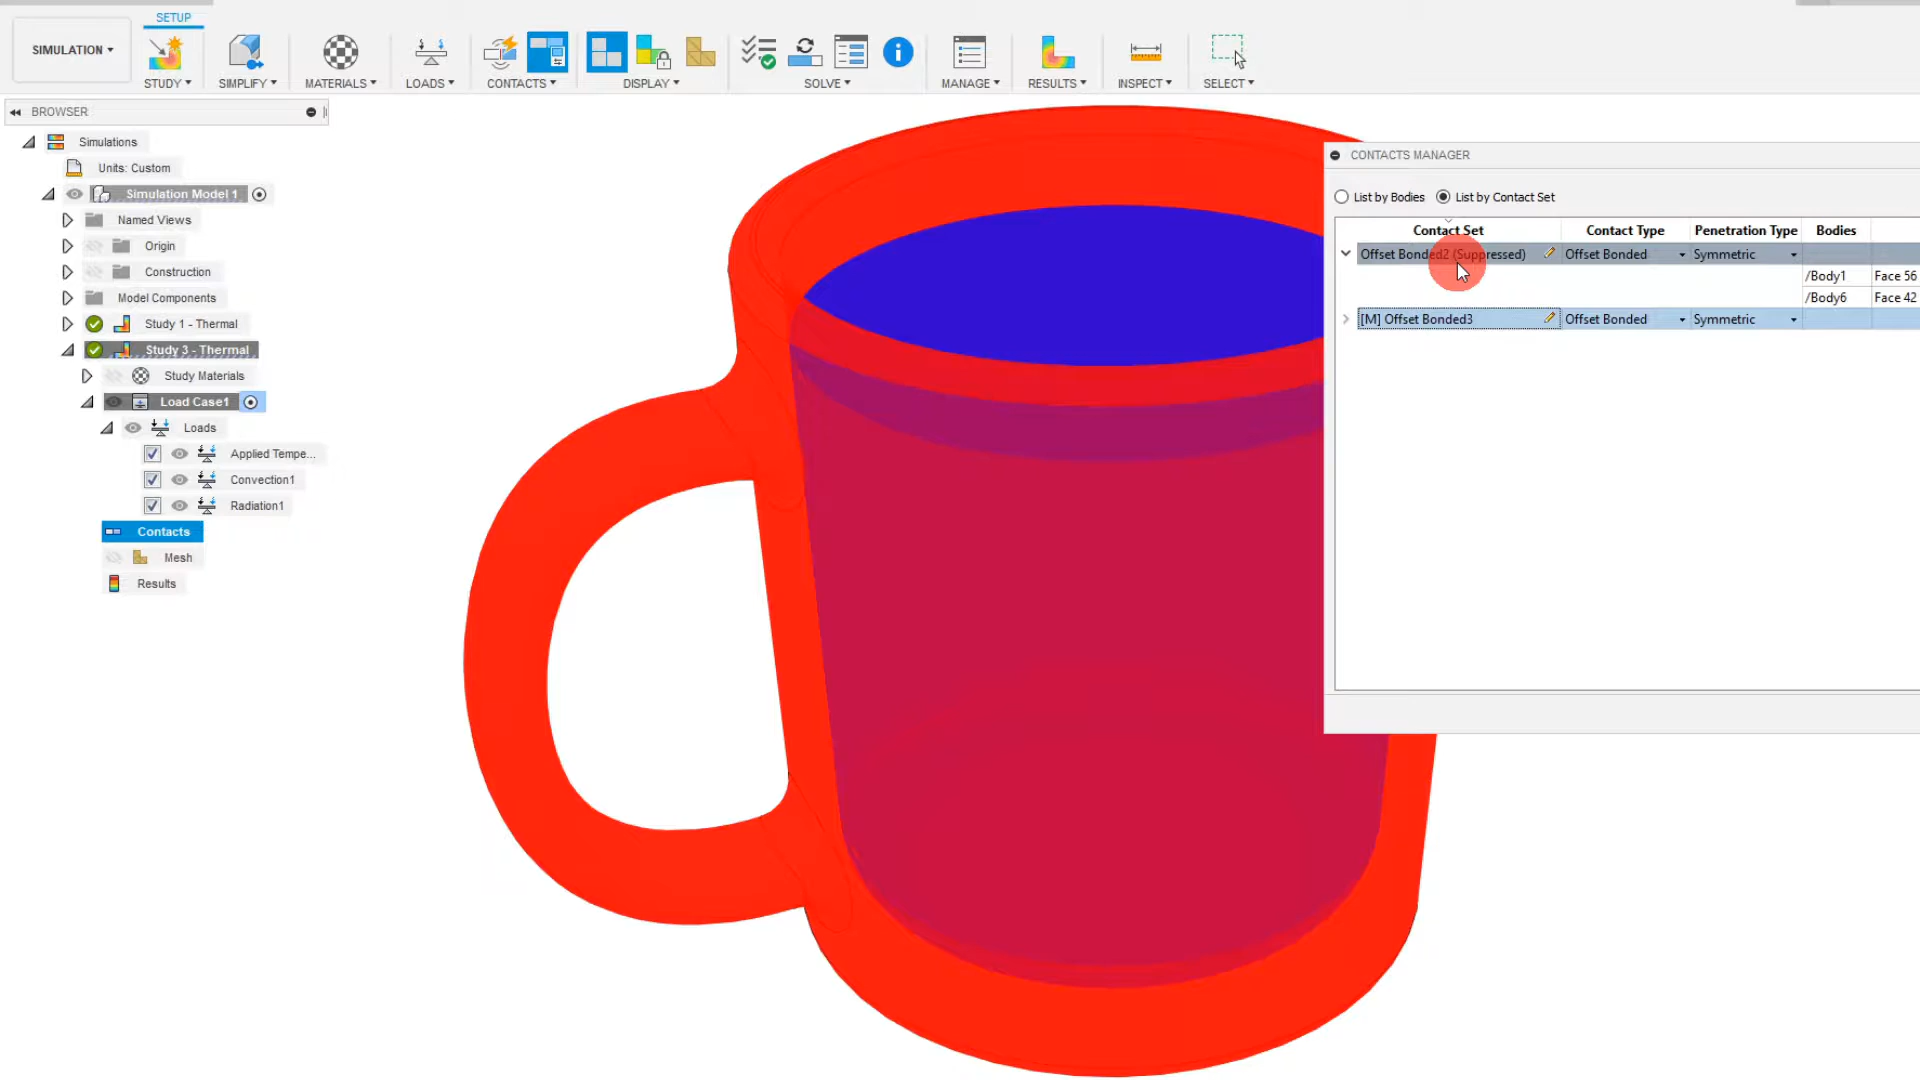 SETUP
SIMULATION
STUDY
SIMPLIFY
MATERIALS
LOADS
CONTACTS
DISPLAY
SOLVE
MANAGE
RESULTS
INSPECT
SELECT
BROWSER
Simulations
Units: Custom
Simulation Model 1
Named Views
Origin
Construction
Model Components
Study 1 - Thermal
Study 3 - Thermal
Study Materials
Load Case1
Loads
Applied Tempe...
Convection1
Radiation1
Contacts
Mesh
Results
CONTACTS MANAGER
List by Bodies List by Contact Set
Contact Set Contact Type Penetration Type Bodies
Offset Bonded2 (Suppressed) Offset Bonded Symmetric
/Body1 Face 56
/Body6 Face 42
[M] Offset Bonded3 Offset Bonded Symmetric